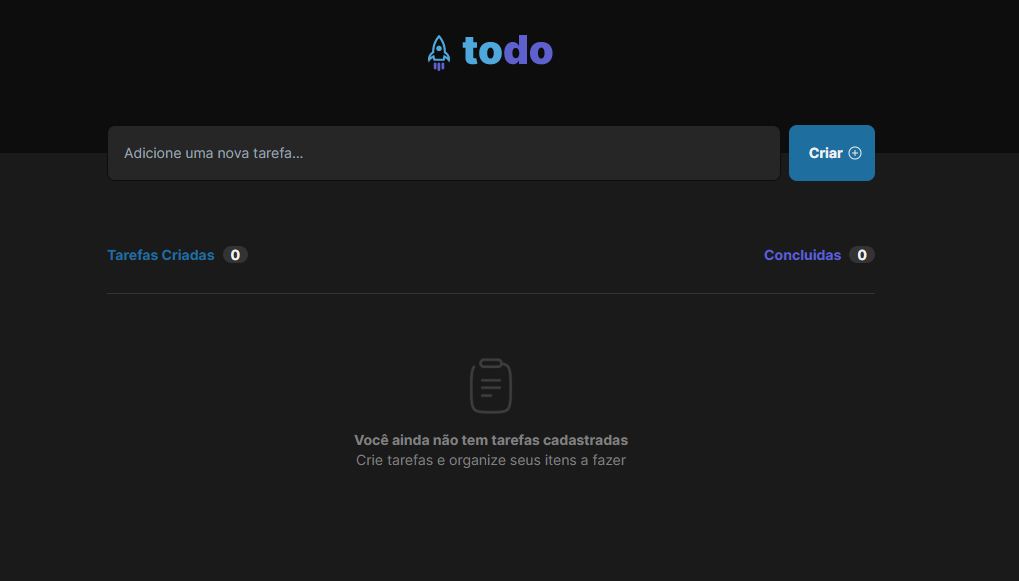 todo
Adicione uma nova tarefa...
Criar
Tarefas Criadas 0
Concluidas 0
Você ainda não tem tarefas cadastradas
Crie tarefas e organize seus itens a fazer